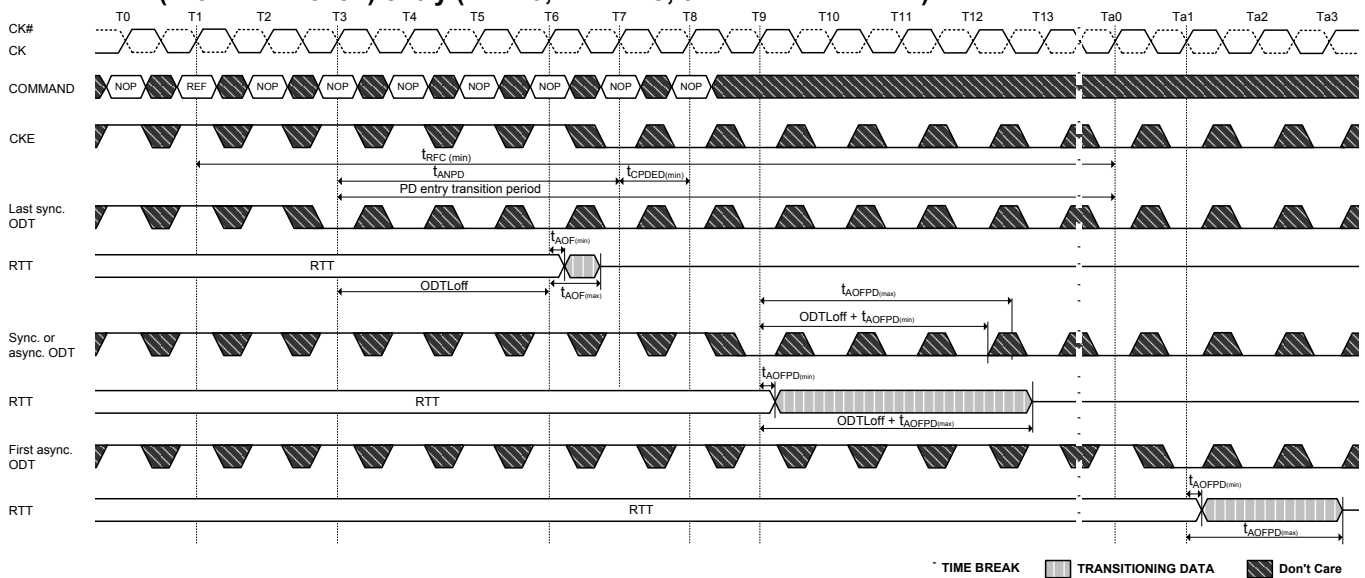 T0 T1 T2 T3 T4 T5 T6 T7 T8 T9 T10 T11 T12 T13 Ta0 Ta1 Ta2 Ta3
CK#
CK
COMMAND NOP REF NOP NOP NOP NOP NOP NOP NOP
CKE
tRFC (min)
tANPD tCPDED(min)
PD entry transition period
Last sync.
ODT
tAOF(min)
RTT RTT
ODTLoff tAOF(max)
tAOFPD(max)
ODTLoff + tAOFPD(min)
Sync. or
async. ODT
tAOFPD(min)
RTT RTT
ODTLoff + tAOFPD(max)
First async.
ODT
tAOFPD(min)
RTT RTT
tAOFPD(max)
TIME BREAK TRANSITIONING DATA Don't Care